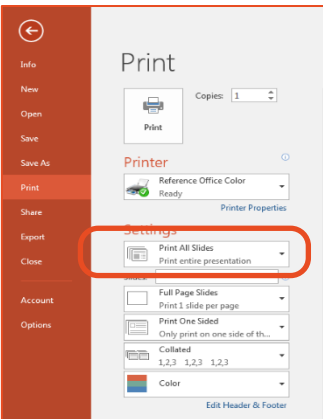 Print
Info
New
Open
Save
Save As
Print
Share
Export
Close
Account
Options
Copies: 1
Print
Printer
Reference Office Color
Ready
Printer Properties
Settings
Print All Slides
Print entire presentation
Slides:
Full Page Slides
Print 1 slide per page
Print One Sided
Only print on one side of th...
Collated
1,2,3 1,2,3 1,2,3
Color
Edit Header & Footer